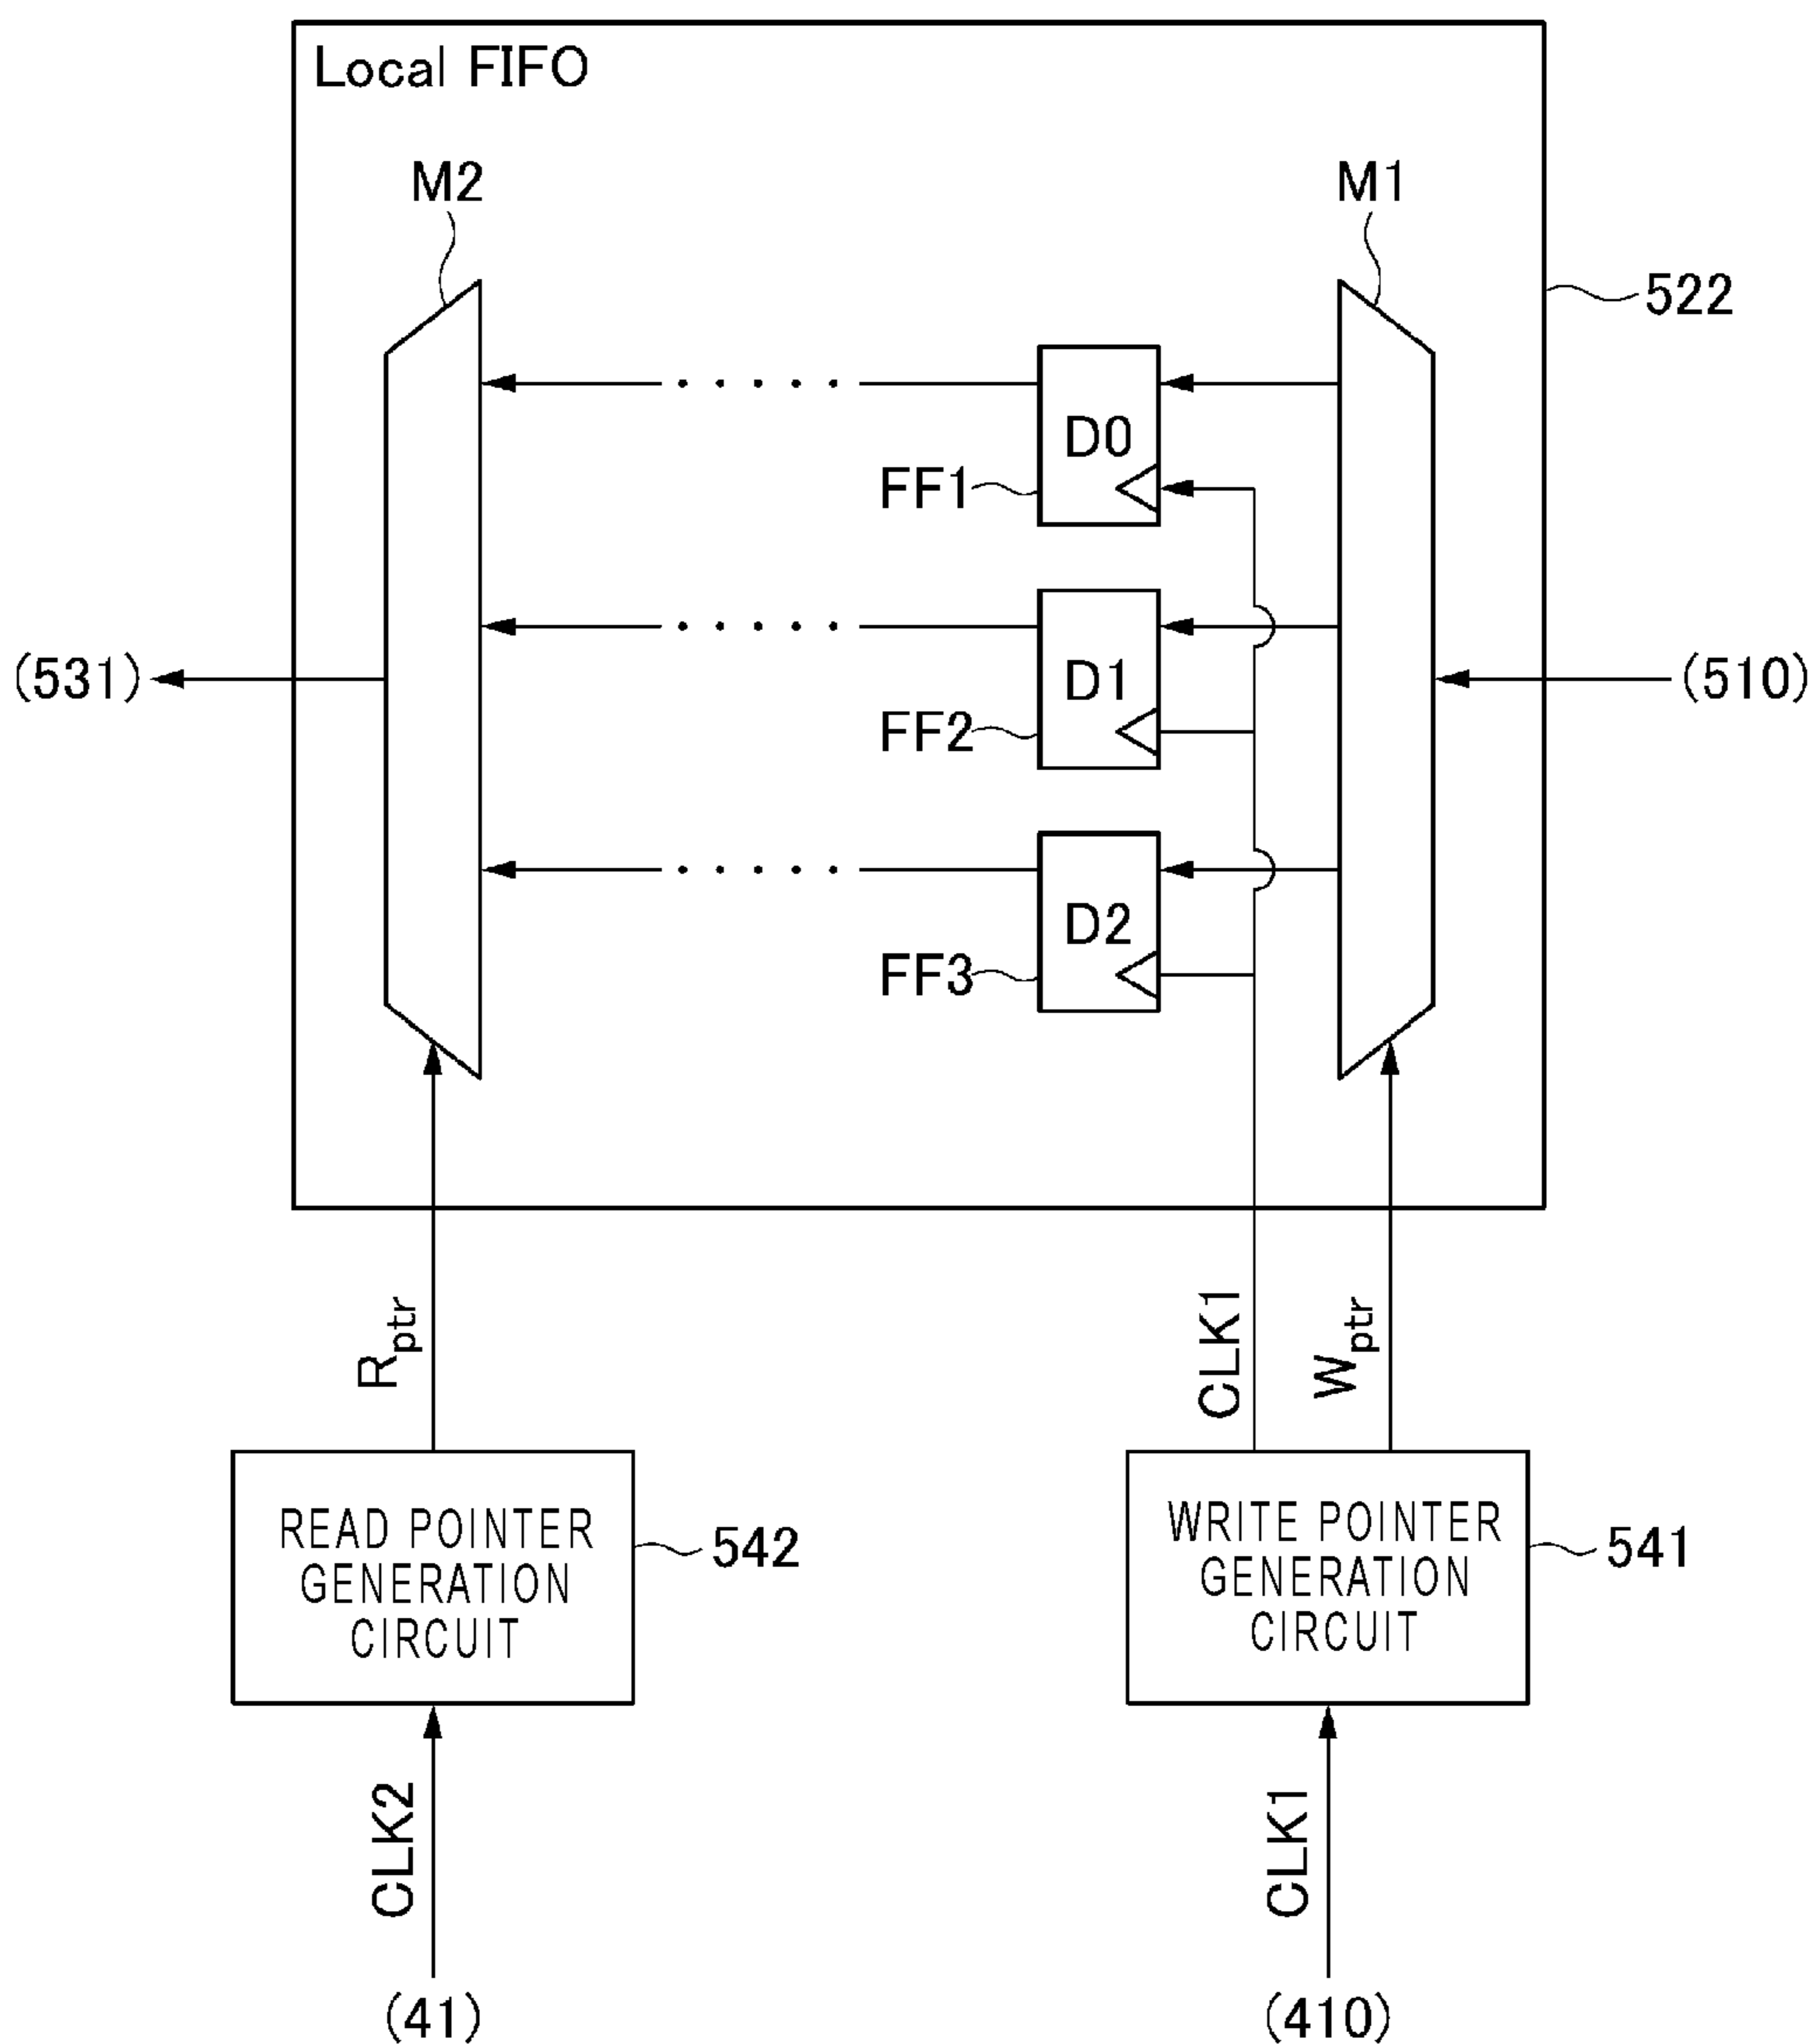 Local FIFO
M2
M1
522
D0
FF1
(531)
D1
(510)
FF2
D2
FF3
Rptr
CLK1
Wptr
READ POINTER
GENERATION
CIRCUIT
542
WRITE POINTER
GENERATION
CIRCUIT
541
CLK2
CLK1
(41)
(410)